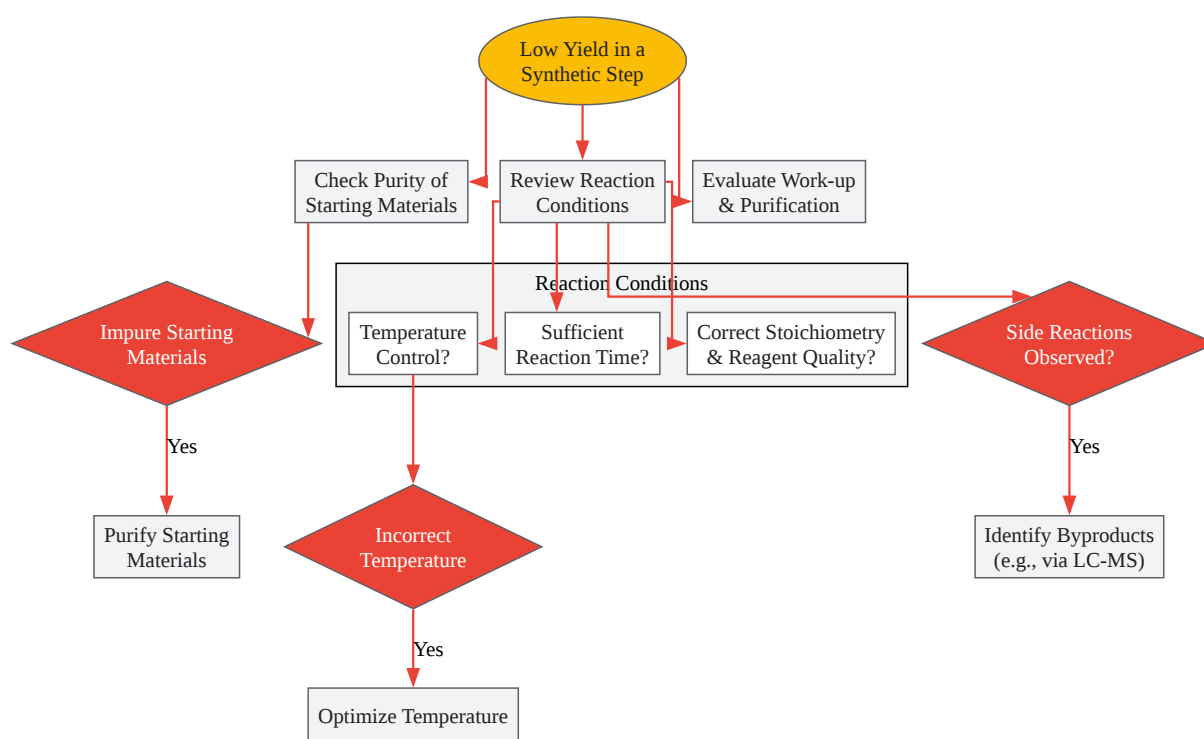 Low Yield in a
Synthetic Step
Check Purity of
Starting Materials
Review Reaction
Conditions
Evaluate Work-up
& Purification
Reaction Conditions
Impure Starting
Materials
Temperature
Control?
Sufficient
Reaction Time?
Correct Stoichiometry
& Reagent Quality?
Side Reactions
Observed?
Yes
Yes
Purify Starting
Materials
Incorrect
Temperature
Identify Byproducts
(e.g., via LC-MS)
Yes
Optimize Temperature